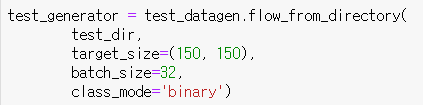 test_generator = test_datagen.flow_from_directory(
        test_dir,
        target_size=(150, 150),
        batch_size=32,
        class_mode='binary')